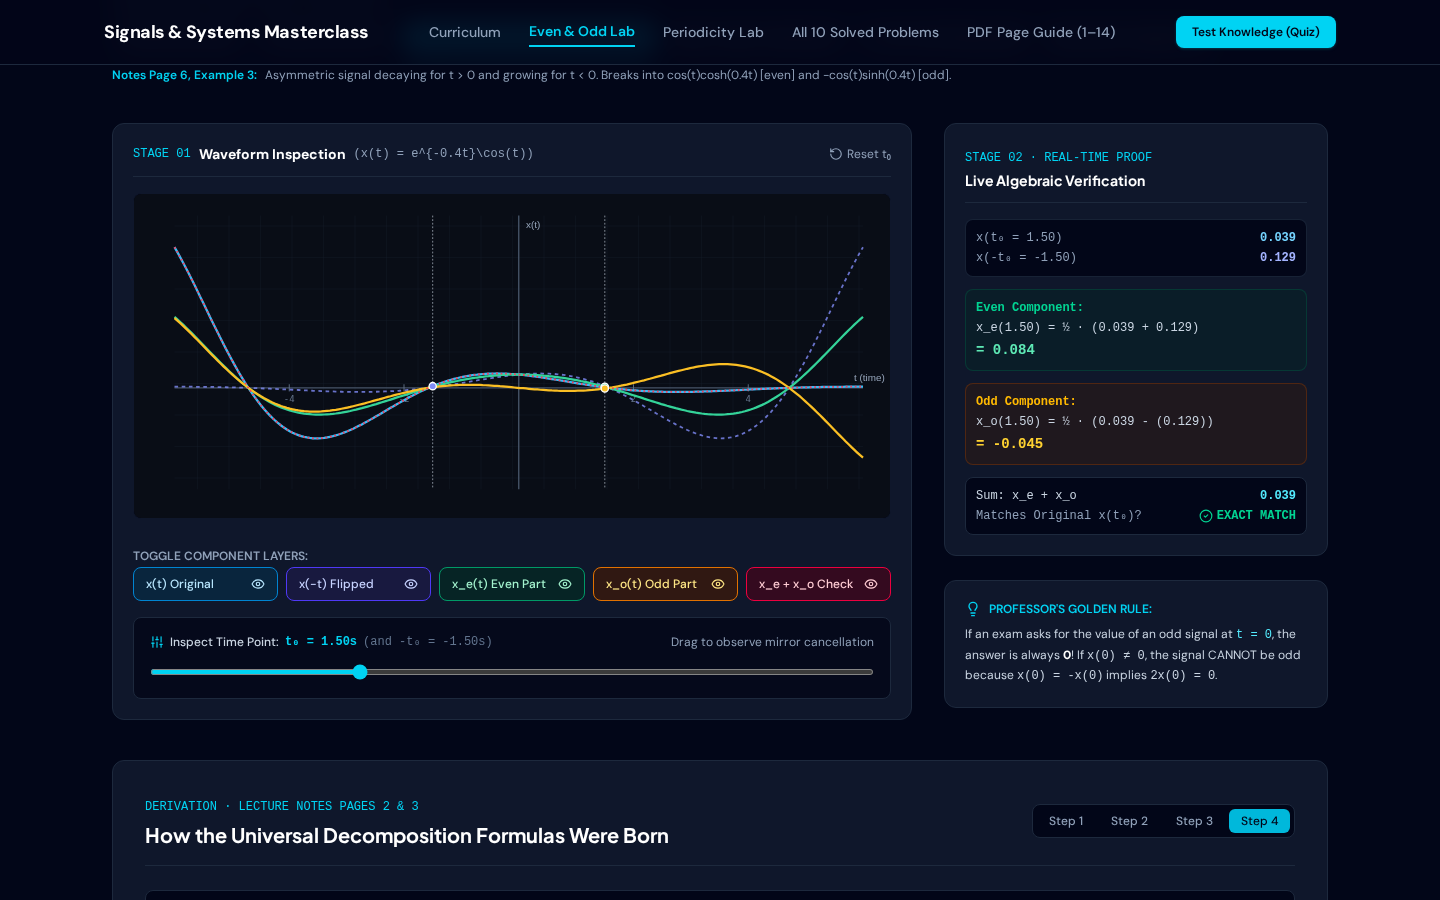 Signals & Systems Masterclass
Curriculum
Even & Odd Lab
Periodicity Lab
All 10 Solved Problems
PDF Page Guide (1–14)
Test Knowledge (Quiz)
Notes Page 6, Example 3: Asymmetric signal decaying for t > 0 and growing for t < 0. Breaks into cos(t)cosh(0.4t) [even] and -cos(t)sinh(0.4t) [odd].
STAGE 01 Waveform Inspection (x(t) = e^{-0.4t}\cos(t))
Reset t₀
x(t)
t (time)
-4
4
TOGGLE COMPONENT LAYERS:
x(t) Original
x(-t) Flipped
x_e(t) Even Part
x_o(t) Odd Part
x_e + x_o Check
Inspect Time Point: t₀ = 1.50s (and -t₀ = -1.50s)
Drag to observe mirror cancellation
STAGE 02 · REAL-TIME PROOF
Live Algebraic Verification
x(t₀ = 1.50) 0.039
x(-t₀ = -1.50) 0.129
Even Component:
x_e(1.50) = ½ · (0.039 + 0.129)
= 0.084
Odd Component:
x_o(1.50) = ½ · (0.039 - (0.129))
= -0.045
Sum: x_e + x_o 0.039
Matches Original x(t₀)? EXACT MATCH
PROFESSOR'S GOLDEN RULE:
If an exam asks for the value of an odd signal at t = 0, the
answer is always 0! If x(0) ≠ 0, the signal CANNOT be odd
because x(0) = -x(0) implies 2x(0) = 0.
DERIVATION · LECTURE NOTES PAGES 2 & 3
How the Universal Decomposition Formulas Were Born
Step 1
Step 2
Step 3
Step 4